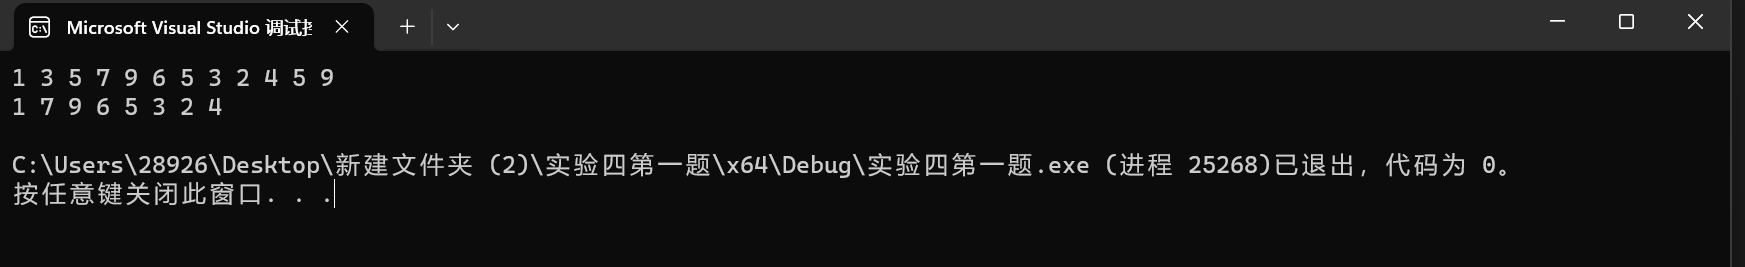 Microsoft Visual Studio 调试
1 3 5 7 9 6 5 3 2 4 5 9
1 7 9 6 5 3 2 4
C:\Users\28926\Desktop\新建文件夹 (2)\实验四第一题\x64\Debug\实验四第一题.exe (进程 25268)已退出，代码为 0。
按任意键关闭此窗口. . .